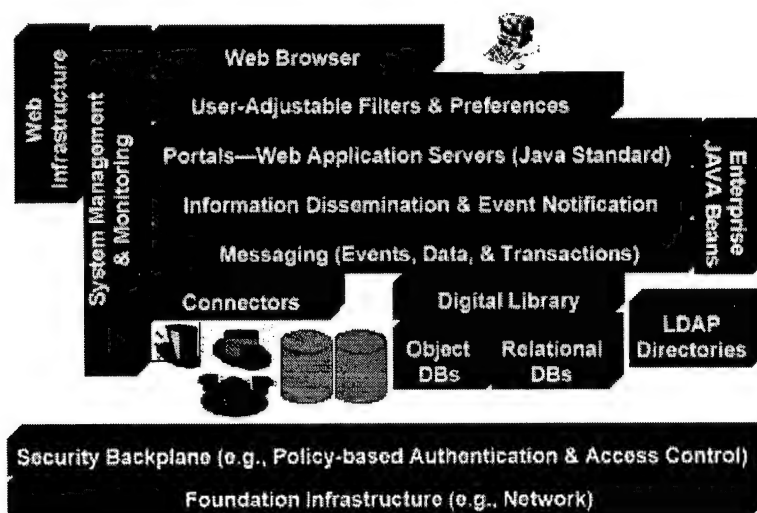 Web
Infrastructure
System Management
& Monitoring
Web Browser
User-Adjustable Filters & Preferences
Portals—Web Application Servers (Java Standard)
Information Dissemination & Event Notification
Messaging (Events, Data, & Transactions)
Enterprise
JAVA Beans
Connectors
Digital Library
Object
DBs
Relational
DBs
LDAP
Directories
Security Backplane (e.g., Policy-based Authentication & Access Control)
Foundation Infrastructure (e.g., Network)